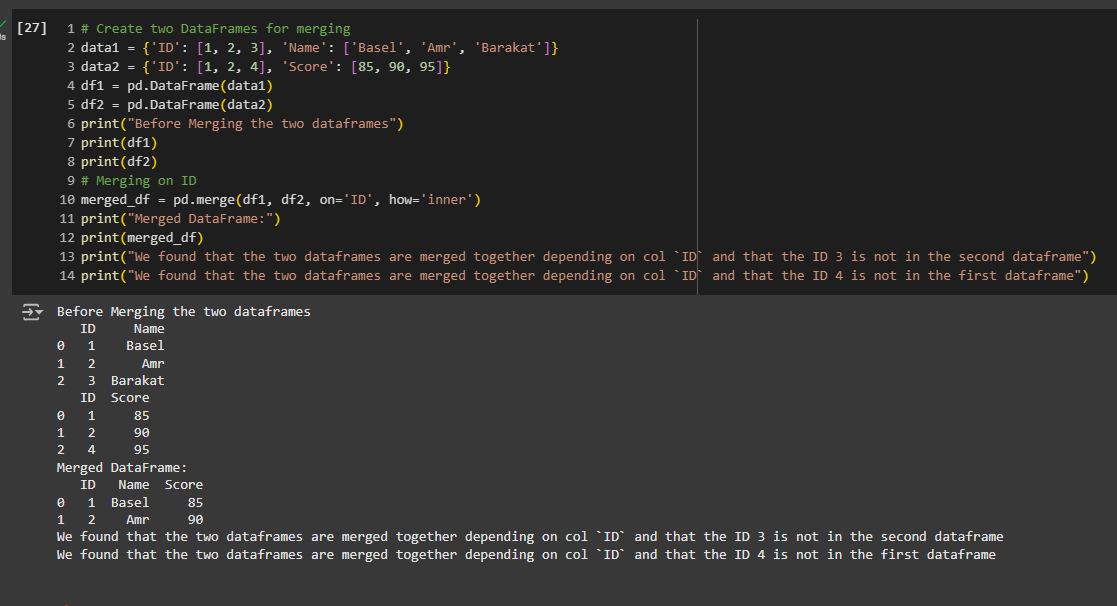 [27]
1 # Create two DataFrames for merging
2 data1 = {'ID': [1, 2, 3], 'Name': ['Basel', 'Amr', 'Barakat']}
3 data2 = {'ID': [1, 2, 4], 'Score': [85, 90, 95]}
4 df1 = pd.DataFrame(data1)
5 df2 = pd.DataFrame(data2)
6 print("Before Merging the two dataframes")
7 print(df1)
8 print(df2)
9 # Merging on ID
10 merged_df = pd.merge(df1, df2, on='ID', how='inner')
11 print("Merged DataFrame:")
12 print(merged_df)
13 print("We found that the two dataframes are merged together depending on col `ID` and that the ID 3 is not in the second dataframe")
14 print("We found that the two dataframes are merged together depending on col `ID` and that the ID 4 is not in the first dataframe")
Before Merging the two dataframes
   ID     Name
0   1    Basel
1   2      Amr
2   3  Barakat
   ID  Score
0   1     85
1   2     90
2   4     95
Merged DataFrame:
   ID   Name  Score
0   1  Basel     85
1   2    Amr     90
We found that the two dataframes are merged together depending on col `ID` and that the ID 3 is not in the second dataframe
We found that the two dataframes are merged together depending on col `ID` and that the ID 4 is not in the first dataframe